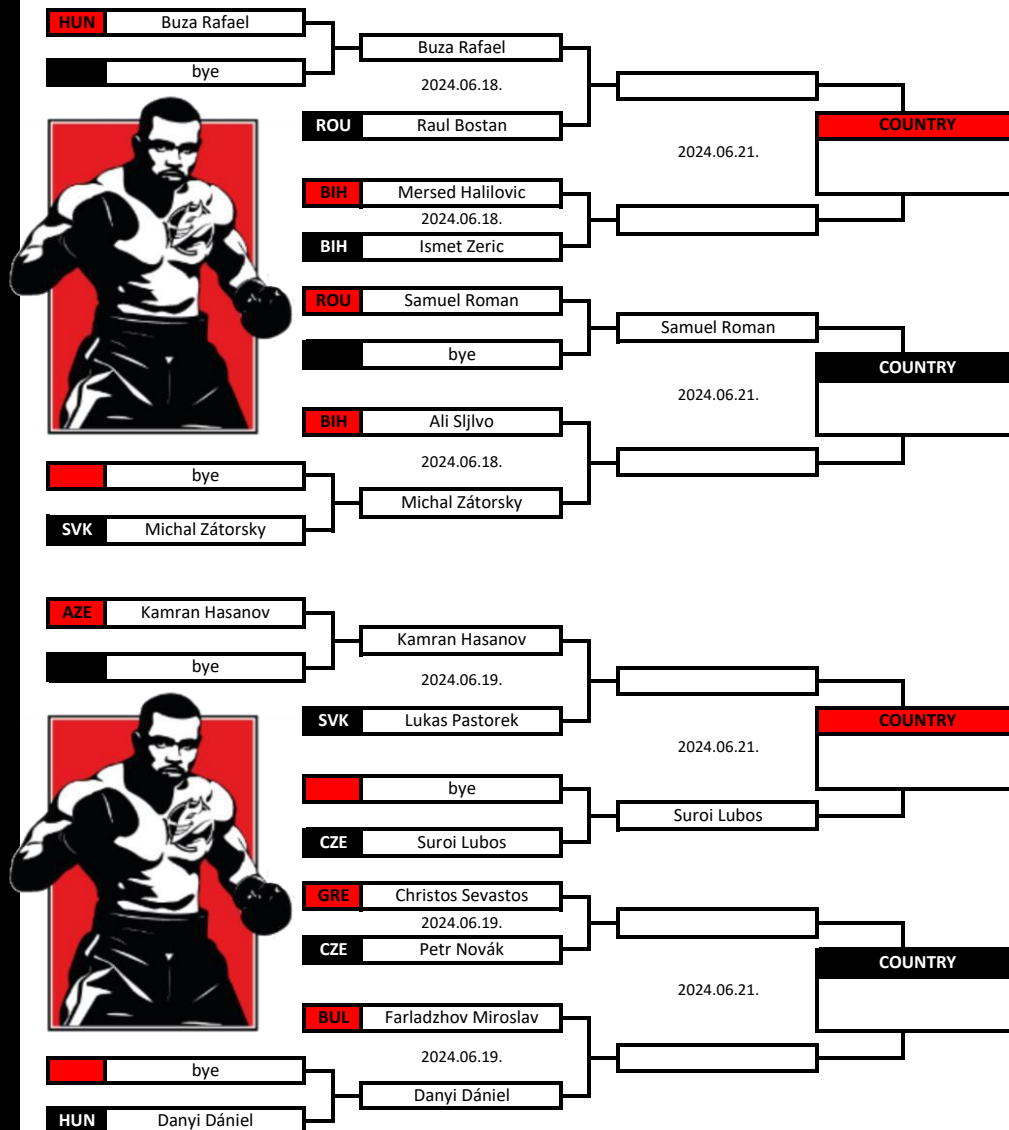 HUN Buza Rafael
Buza Rafael
bye
2024.06.18.
ROU Raul Bostan
COUNTRY
2024.06.21.
BIH Mersed Halilovic
2024.06.18.
BIH Ismet Zeric
ROU Samuel Roman
Samuel Roman
bye
COUNTRY
2024.06.21.
BIH Ali Sljlvo
2024.06.18.
bye
Michal Zátorsky
SVK Michal Zátorsky
AZE Kamran Hasanov
Kamran Hasanov
bye
2024.06.19.
SVK Lukas Pastorek
COUNTRY
2024.06.21.
bye
Suroi Lubos
CZE Suroi Lubos
GRE Christos Sevastos
2024.06.19.
CZE Petr Novák
COUNTRY
2024.06.21.
BUL Farladzhov Miroslav
2024.06.19.
bye
Danyi Dániel
HUN Danyi Dániel